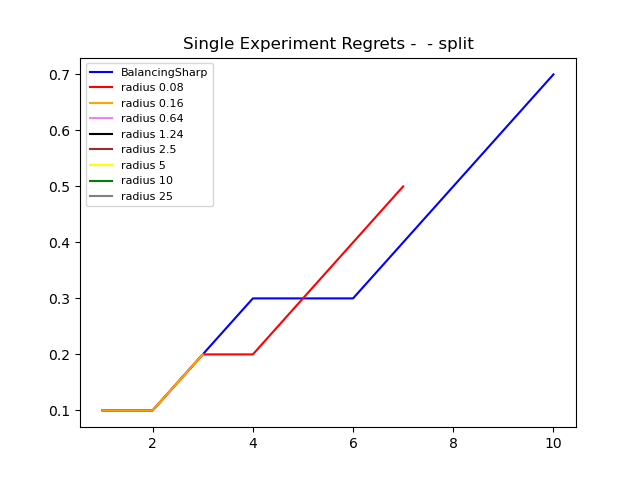 Single Experiment Regrets -  - split
BalancingSharp
radius 0.08
radius 0.16
radius 0.64
radius 1.24
radius 2.5
radius 5
radius 10
radius 25
0.7
0.6
0.5
0.4
0.3
0.2
0.1
2 4 6 8 10